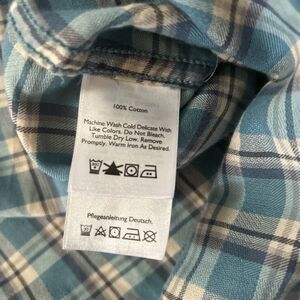 100% Cotton
Machine Wash Cold Delicate With
Like Colors. Do Not Bleach.
Tumble Dry Low. Remove
Promptly. Warm Iron As Desired.
Pflegeanleitung Deutsch.